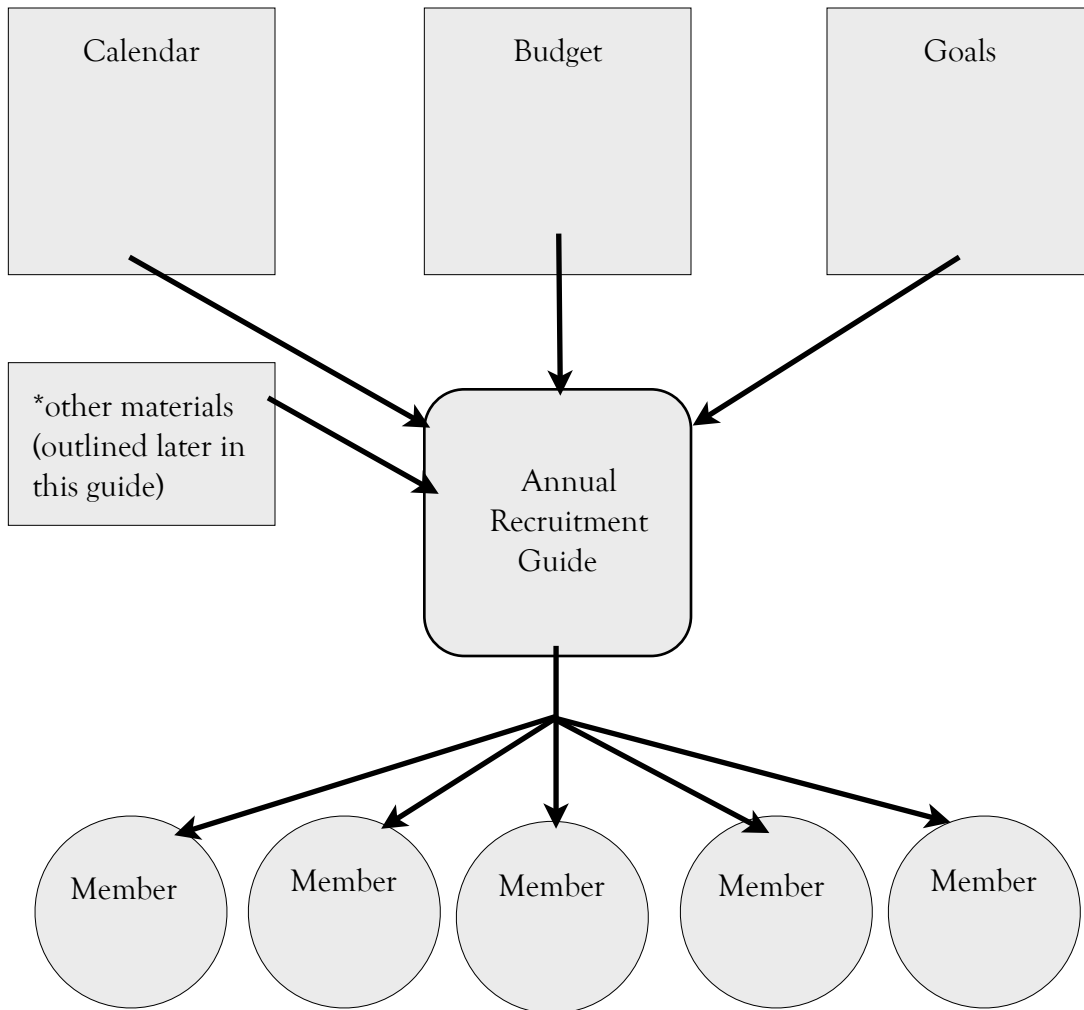 Calendar
Budget
Goals
*other materials
(outlined later in
this guide)
Annual
Recruitment
Guide
Member
Member
Member
Member
Member